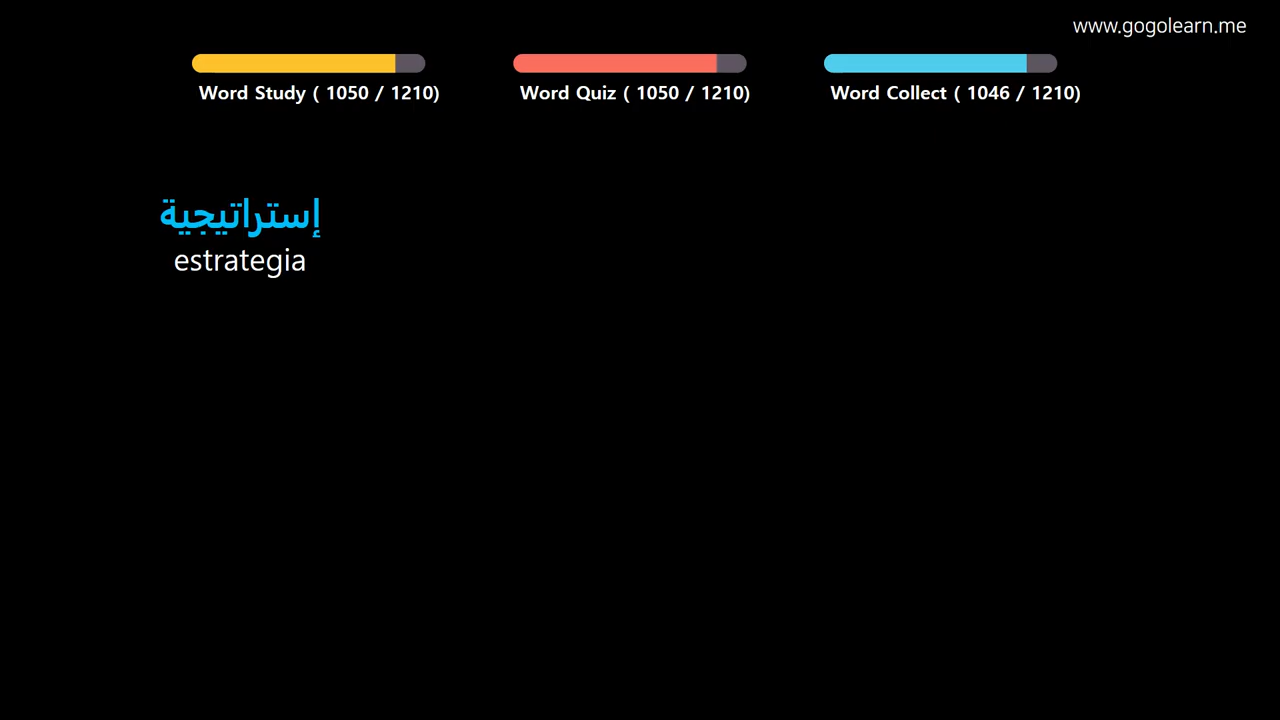 www.gogolearn.me
Word Study ( 1050 / 1210)
Word Quiz ( 1050 / 1210)
Word Collect ( 1046 / 1210)
إستراتيجية
estrategia